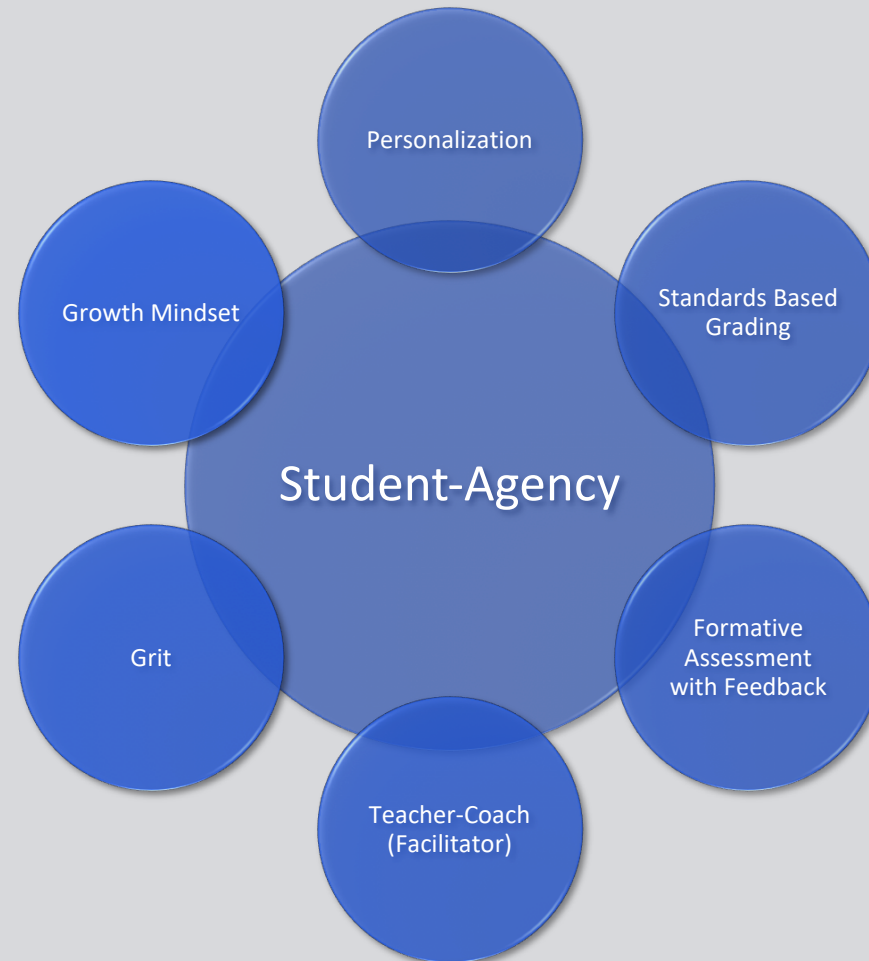 Personalization
Growth Mindset
Standards Based
Grading
Student-Agency
Grit
Formative
Assessment
with Feedback
Teacher-Coach
(Facilitator)